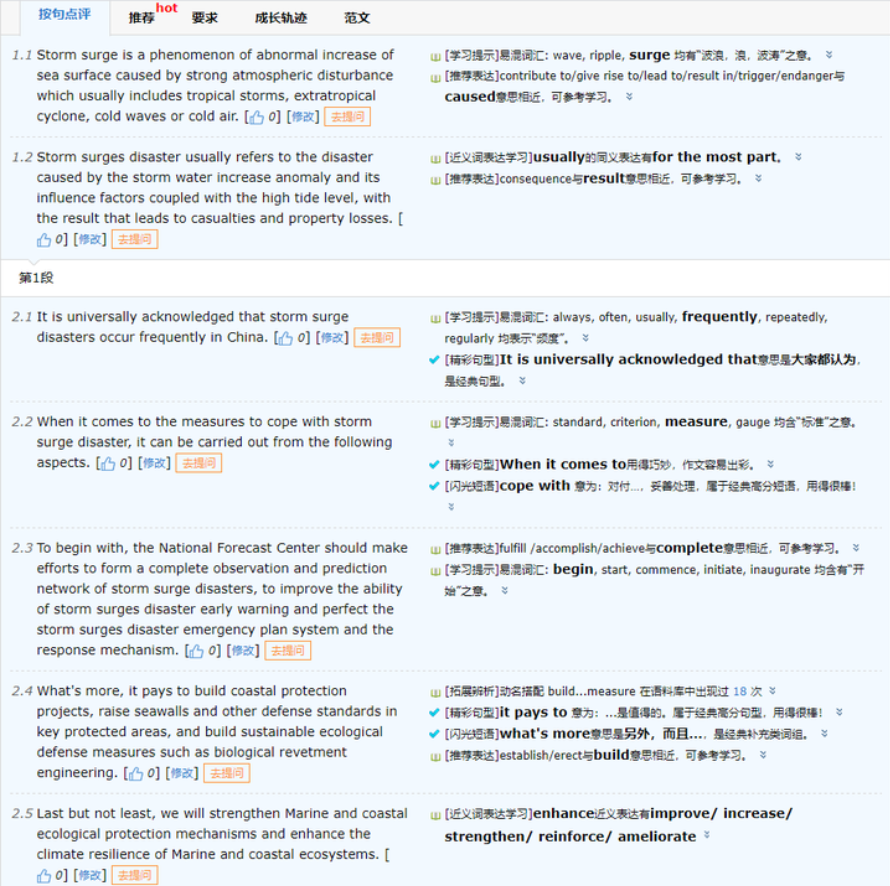 按句点评 推荐 hot 要求 成长轨迹 范文
1.1 Storm surge is a phenomenon of abnormal increase of
sea surface caused by strong atmospheric disturbance
which usually includes tropical storms, extratropical
cyclone, cold waves or cold air. [ 0] [修改] 去提问
[学习提示]易混词汇: wave, ripple, surge 均有“波浪，浪，波涛”之意。
[推荐表达]contribute to/give rise to/lead to/result in/trigger/endanger与
caused意思相近，可参考学习。
1.2 Storm surges disaster usually refers to the disaster
caused by the storm water increase anomaly and its
influence factors coupled with the high tide level, with
the result that leads to casualties and property losses. [
0] [修改] 去提问
[近义词表达学习]usually的同义表达有for the most part。
[推荐表达]consequence与result意思相近，可参考学习。
第1段
2.1 It is universally acknowledged that storm surge
disasters occur frequently in China. [ 0] [修改] 去提问
[学习提示]易混词汇: always, often, usually, frequently, repeatedly,
regularly 均表示“频度”。
[精彩句型]It is universally acknowledged that意思是大家都认为，
是经典句型。
2.2 When it comes to the measures to cope with storm
surge disaster, it can be carried out from the following
aspects. [ 0] [修改] 去提问
[学习提示]易混词汇: standard, criterion, measure, gauge 均含“标准”之意。
[精彩句型]When it comes to用得巧妙，作文容易出彩。
[闪光短语]cope with 意为：对付…，妥善处理，属于经典高分短语，用得很棒！
2.3 To begin with, the National Forecast Center should make
efforts to form a complete observation and prediction
network of storm surge disasters, to improve the ability
of storm surges disaster early warning and perfect the
storm surges disaster emergency plan system and the
response mechanism. [ 0] [修改] 去提问
[推荐表达]fulfill /accomplish/achieve与complete意思相近，可参考学习。
[学习提示]易混词汇: begin, start, commence, initiate, inaugurate 均含有“开
始”之意。
2.4 What's more, it pays to build coastal protection
projects, raise seawalls and other defense standards in
key protected areas, and build sustainable ecological
defense measures such as biological revetment
engineering. [ 0] [修改] 去提问
[拓展辨析]动名搭配 build...measure 在语料库中出现过 18 次
[精彩句型]it pays to 意为：…是值得的。属于经典高分句型，用得很棒！
[闪光短语]what's more意思是另外，而且…，是经典补充类词组。
[推荐表达]establish/erect与build意思相近，可参考学习。
2.5 Last but not least, we will strengthen Marine and coastal
ecological protection mechanisms and enhance the
climate resilience of Marine and coastal ecosystems. [
0] [修改] 去提问
[近义词表达学习]enhance近义表达有improve/ increase/
strengthen/ reinforce/ ameliorate